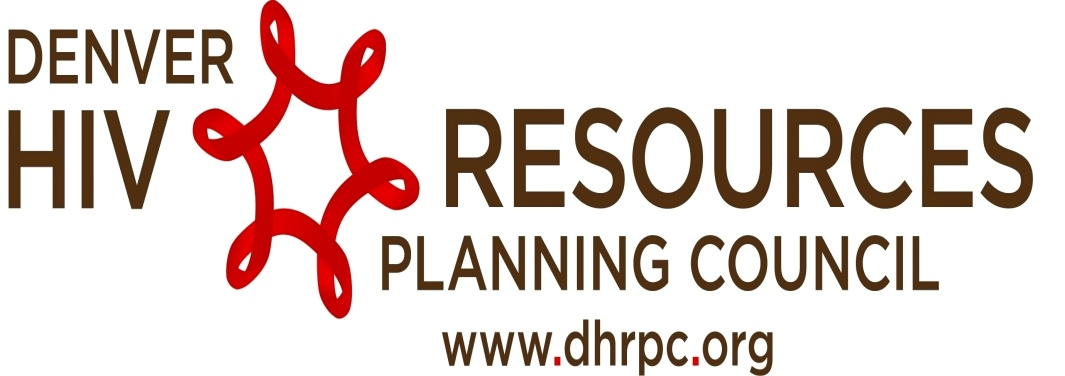 DENVER
HIV RESOURCES
PLANNING COUNCIL
www.dhrpc.org